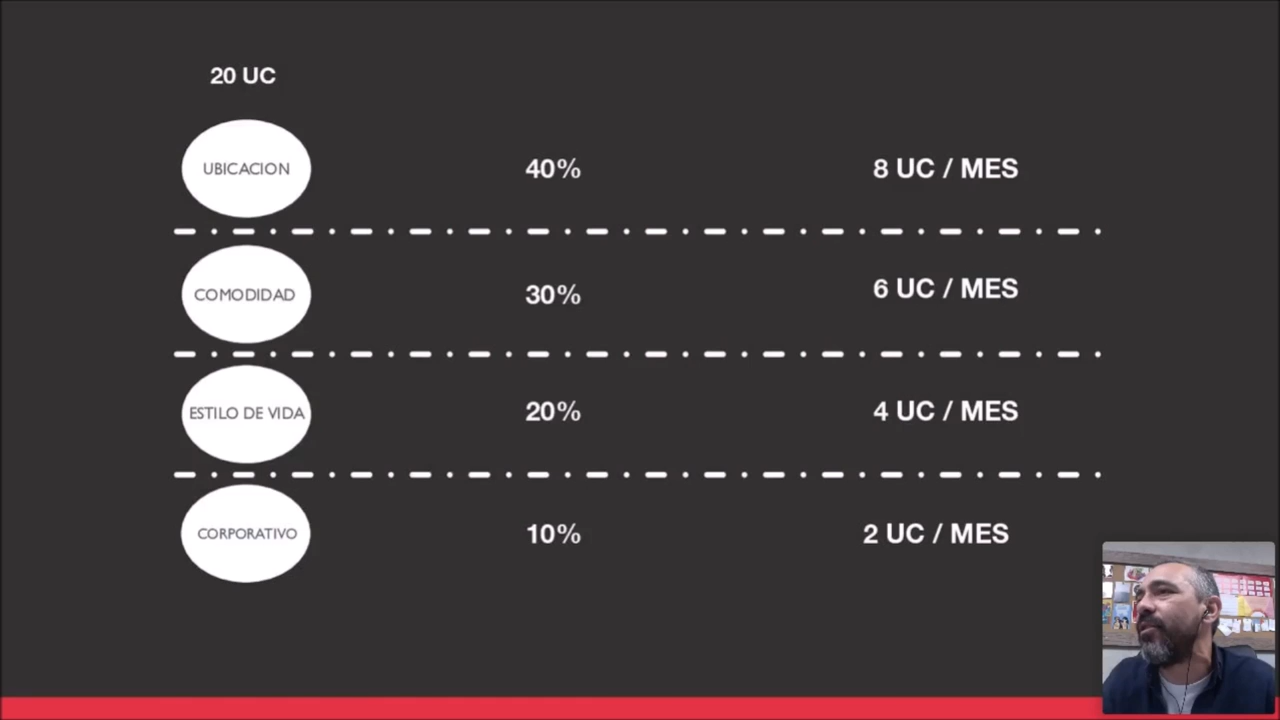 20 UC
UBICACION 40% 8 UC / MES
COMODIDAD 30% 6 UC / MES
ESTILO DE VIDA 20% 4 UC / MES
CORPORATIVO 10% 2 UC / MES